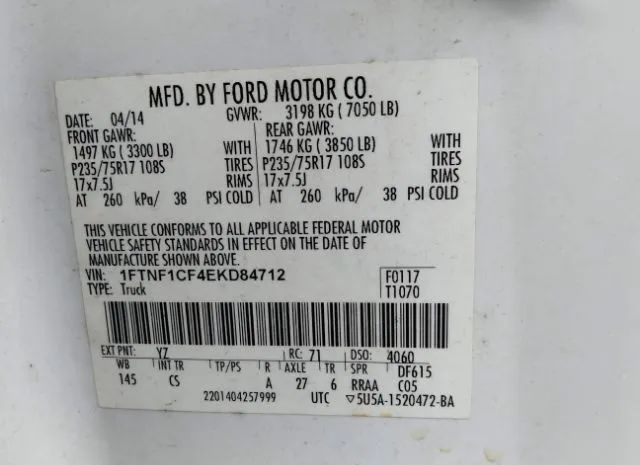 MFD. BY FORD MOTOR CO.
DATE: 04/14 GVWR: 3198 KG ( 7050 LB)
FRONT GAWR: REAR GAWR:
1497 KG ( 3300 LB) WITH 1746 KG ( 3850 LB) WITH
P235/75R17 108S TIRES P235/75R17 108S TIRES
17x7.5J RIMS 17x7.5J RIMS
AT 260 kPa/ 38 PSI COLD AT 260 kPa/ 38 PSI COLD
THIS VEHICLE CONFORMS TO ALL APPLICABLE FEDERAL MOTOR
VEHICLE SAFETY STANDARDS IN EFFECT ON THE DATE OF
MANUFACTURE SHOWN ABOVE.
VIN: 1FTNF1CF4EKD84712 F0117
TYPE: Truck T1070
EXT PNT: YZ RC: 71 DSO: 4060
WB INT TR TP/PS R AXLE TR SPR DF615
145 CS A 27 6 RRAA C05
2201404257999 UTC ▽5U5A-1520472-BA